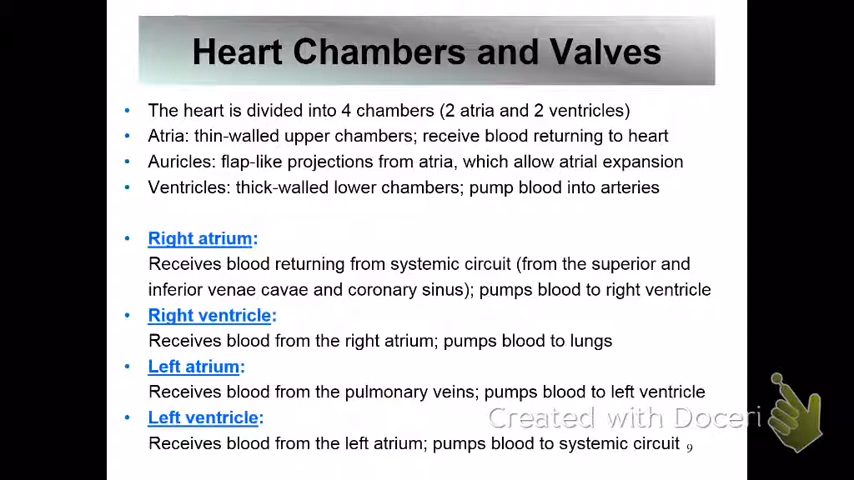 Heart Chambers and Valves
• The heart is divided into 4 chambers (2 atria and 2 ventricles)
• Atria: thin-walled upper chambers; receive blood returning to heart
• Auricles: flap-like projections from atria, which allow atrial expansion
• Ventricles: thick-walled lower chambers; pump blood into arteries
• Right atrium:
Receives blood returning from systemic circuit (from the superior and
inferior venae cavae and coronary sinus); pumps blood to right ventricle
• Right ventricle:
Receives blood from the right atrium; pumps blood to lungs
• Left atrium:
Receives blood from the pulmonary veins; pumps blood to left ventricle
• Left ventricle:
Created with Doceri
Receives blood from the left atrium; pumps blood to systemic circuit 9